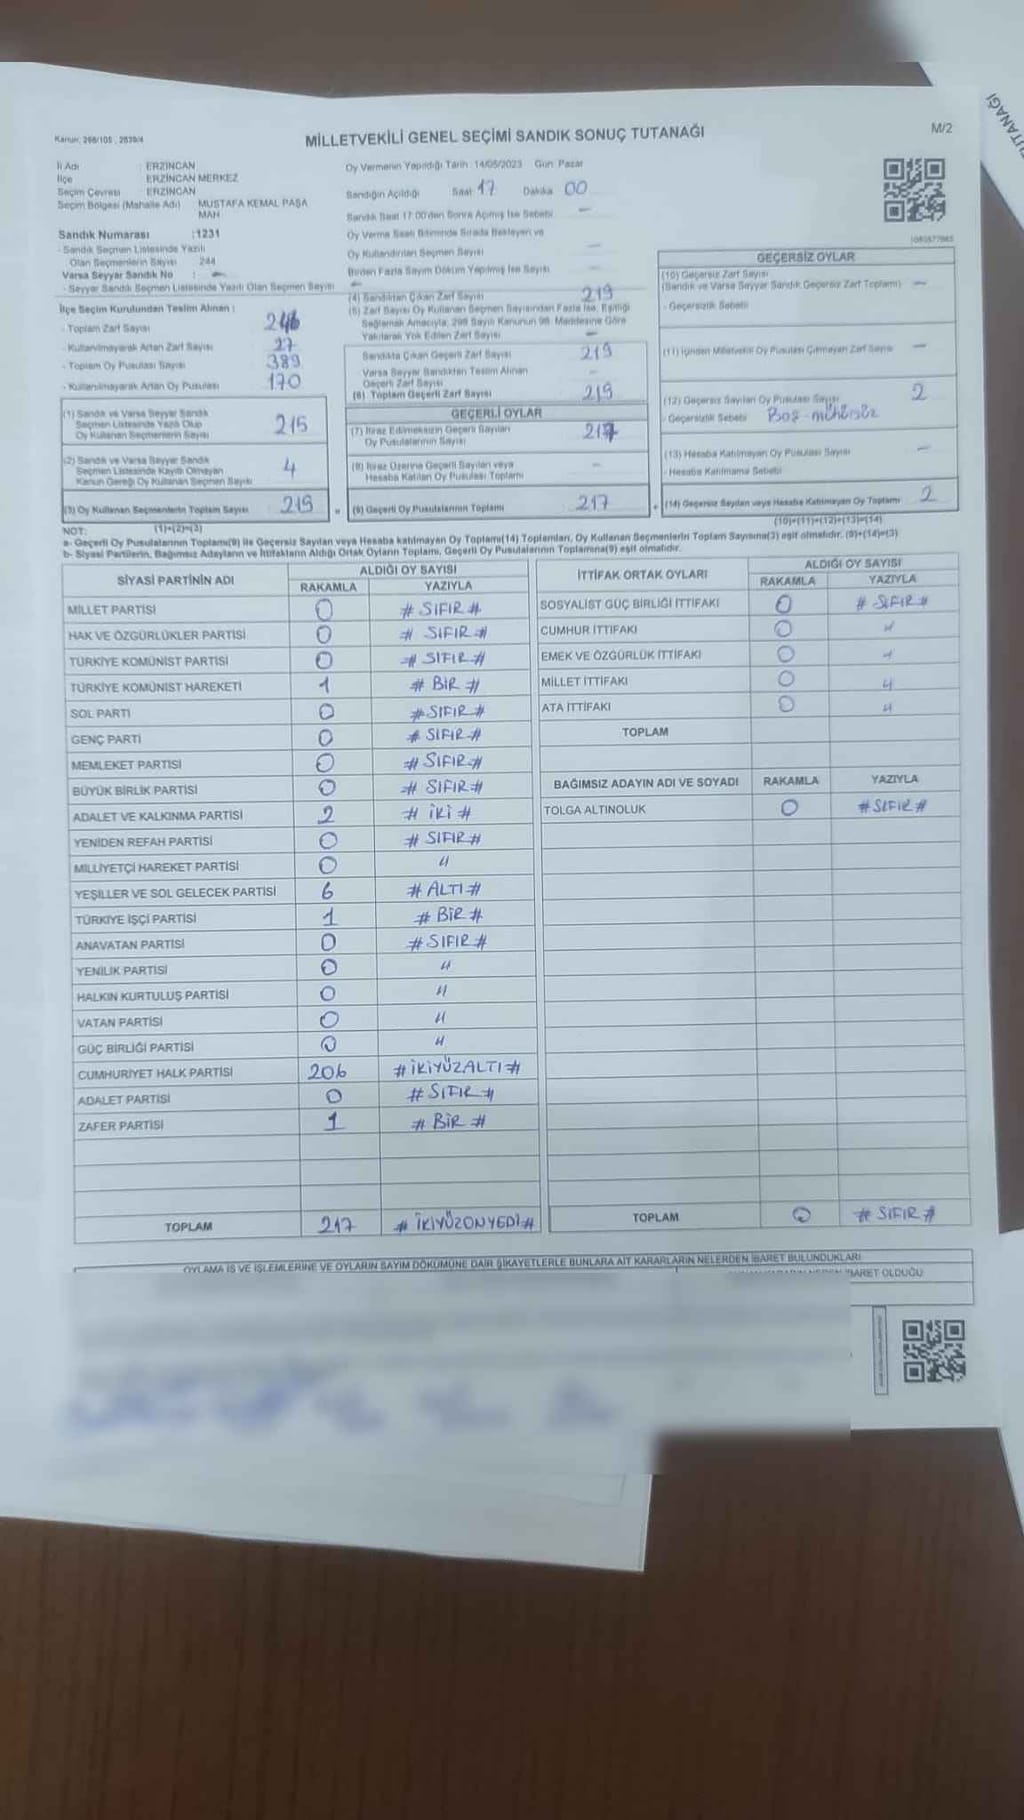 UTANAĞI
Kanun: 298/105 , 2839/4
MİLLETVEKİLİ GENEL SEÇİMİ SANDIK SONUÇ TUTANAĞI
M/2
İl Adı : ERZİNCAN
İlçe : ERZİNCAN MERKEZ
Seçim Çevresi : ERZİNCAN
Seçim Bölgesi (Mahalle Adı) MUSTAFA KEMAL PAŞA MAH
Sandık Numarası :1231
- Sandık Seçmen Listesinde Yazılı
Olan Seçmenlerin Sayısı 244
Varsa Seyyar Sandık No : -
- Seyyar Sandık Seçmen Listesinde Yazılı Olan Seçmen Sayısı -
Oy Vermenin Yapıldığı Tarih: 14/05/2023 Gün: Pazar
Sandığın Açıldığı Saat 17 Dakika 00
Sandık Saat 17:00'den Sonra Açılmış İse Sebebi -
Oy Verme Saati Bitiminde Sırada Bekleyen ve
Oy Kullandırılan Seçmen Sayısı -
Birden Fazla Sayım Döküm Yapılmış İse Sayısı -
İlçe Seçim Kurulundan Teslim Alınan :
- Toplam Zarf Sayısı 246
- Kullanılmayarak Artan Zarf Sayısı 27
- Toplam Oy Pusulası Sayısı 389
- Kullanılmayarak Artan Oy Pusulası 170
(1) Sandık ve Varsa Seyyar Sandık
Seçmen Listesinde Yazılı Olup
Oy Kullanan Seçmenlerin Sayısı 215
(2) Sandık ve Varsa Seyyar Sandık
Seçmen Listesinde Kayıtlı Olmayan
Kanun Gereği Oy Kullanan Seçmen Sayısı 4
(3) Oy Kullanan Seçmenlerin Toplam Sayısı 219
(1)+(2)=(3)
(4) Sandıktan Çıkan Zarf Sayısı 219
(5) Zarf Sayısı Oy Kullanan Seçmen Sayısından Fazla İse, Eşitliği
Sağlamak Amacıyla, 298 Sayılı Kanunun 98. Maddesine Göre
Yakılarak Yok Edilen Zarf Sayısı -
Sandıkta Çıkan Geçerli Zarf Sayısı 219
Varsa Seyyar Sandıktan Teslim Alınan
Geçerli Zarf Sayısı -
(6) Toplam Geçerli Zarf Sayısı 219
GEÇERLİ OYLAR
(7) İtiraz Edilmeksizin Geçerli Sayılan
Oy Pusulalarının Sayısı 217
(8) İtiraz Üzerine Geçerli Sayılan veya
Hesaba Katılan Oy Pusulası Toplamı -
= (9) Geçerli Oy Pusulalarının Toplamı 217
GEÇERSİZ OYLAR
(10) Geçersiz Zarf Sayısı
(Sandık ve Varsa Seyyar Sandık Geçersiz Zarf Toplamı) -
- Geçersizlik Sebebi
(11) İçinden Milletvekili Oy Pusulası Çıkmayan Zarf Sayısı -
(12) Geçersiz Sayılan Oy Pusulası Sayısı 2
- Geçersizlik Sebebi Boş-mühürsüz
(13) Hesaba Katılmayan Oy Pusulası Sayısı -
- Hesaba Katılmama Sebebi
+ (14) Geçersiz Sayılan veya Hesaba Katılmayan Oy Toplamı 2
(10)+(11)+(12)+(13)=(14)
NOT:
a- Geçerli Oy Pusulalarının Toplamı(9) ile Geçersiz Sayılan veya Hesaba katılmayan Oy Toplamı(14) Toplamları, Oy Kullanan Seçmenlerin Toplam Sayısına(3) eşit olmalıdır. (9)+(14)=(3)
b- Siyasi Partilerin, Bağımsız Adayların ve İttifakların Aldığı Ortak Oyların Toplamı, Geçerli Oy Pusulalarının Toplamına(9) eşit olmalıdır.
SİYASİ PARTİNİN ADI ALDIĞI OY SAYISI
RAKAMLA YAZIYLA
MİLLET PARTİSİ 0 # SIFIR #
HAK VE ÖZGÜRLÜKLER PARTİSİ 0 # SIFIR #
TÜRKİYE KOMÜNİST PARTİSİ 0 # SIFIR #
TÜRKİYE KOMÜNİST HAREKETİ 1 # BİR #
SOL PARTİ 0 # SIFIR #
GENÇ PARTİ 0 # SIFIR #
MEMLEKET PARTİSİ 0 # SIFIR #
BÜYÜK BİRLİK PARTİSİ 0 # SIFIR #
ADALET VE KALKINMA PARTİSİ 2 # İKİ #
YENİDEN REFAH PARTİSİ 0 # SIFIR #
MİLLİYETÇİ HAREKET PARTİSİ 0 "
YEŞİLLER VE SOL GELECEK PARTİSİ 6 # ALTI #
TÜRKİYE İŞÇİ PARTİSİ 1 # BİR #
ANAVATAN PARTİSİ 0 # SIFIR #
YENİLİK PARTİSİ 0 "
HALKIN KURTULUŞ PARTİSİ 0 "
VATAN PARTİSİ 0 "
GÜÇ BİRLİĞİ PARTİSİ 0 "
CUMHURİYET HALK PARTİSİ 206 # İKİYÜZALTI #
ADALET PARTİSİ 0 # SIFIR #
ZAFER PARTİSİ 1 # BİR #
TOPLAM 217 # İKİYÜZONYEDİ #
İTTİFAK ORTAK OYLARI ALDIĞI OY SAYISI
RAKAMLA YAZIYLA
SOSYALİST GÜÇ BİRLİĞİ İTTİFAKI 0 # SIFIR #
CUMHUR İTTİFAKI 0 "
EMEK VE ÖZGÜRLÜK İTTİFAKI 0 "
MİLLET İTTİFAKI 0 "
ATA İTTİFAKI 0 "
TOPLAM
BAĞIMSIZ ADAYIN ADI VE SOYADI RAKAMLA YAZIYLA
TOLGA ALTINOLUK 0 # SIFIR #
TOPLAM 0 # SIFIR #
OYLAMA İŞ VE İŞLEMLERİNE VE OYLARIN SAYIM DÖKÜMÜNE DAİR ŞİKAYETLERLE BUNLARA AİT KARARLARIN NELERDEN İBARET BULUNDUKLARI
İBARET OLDUĞU